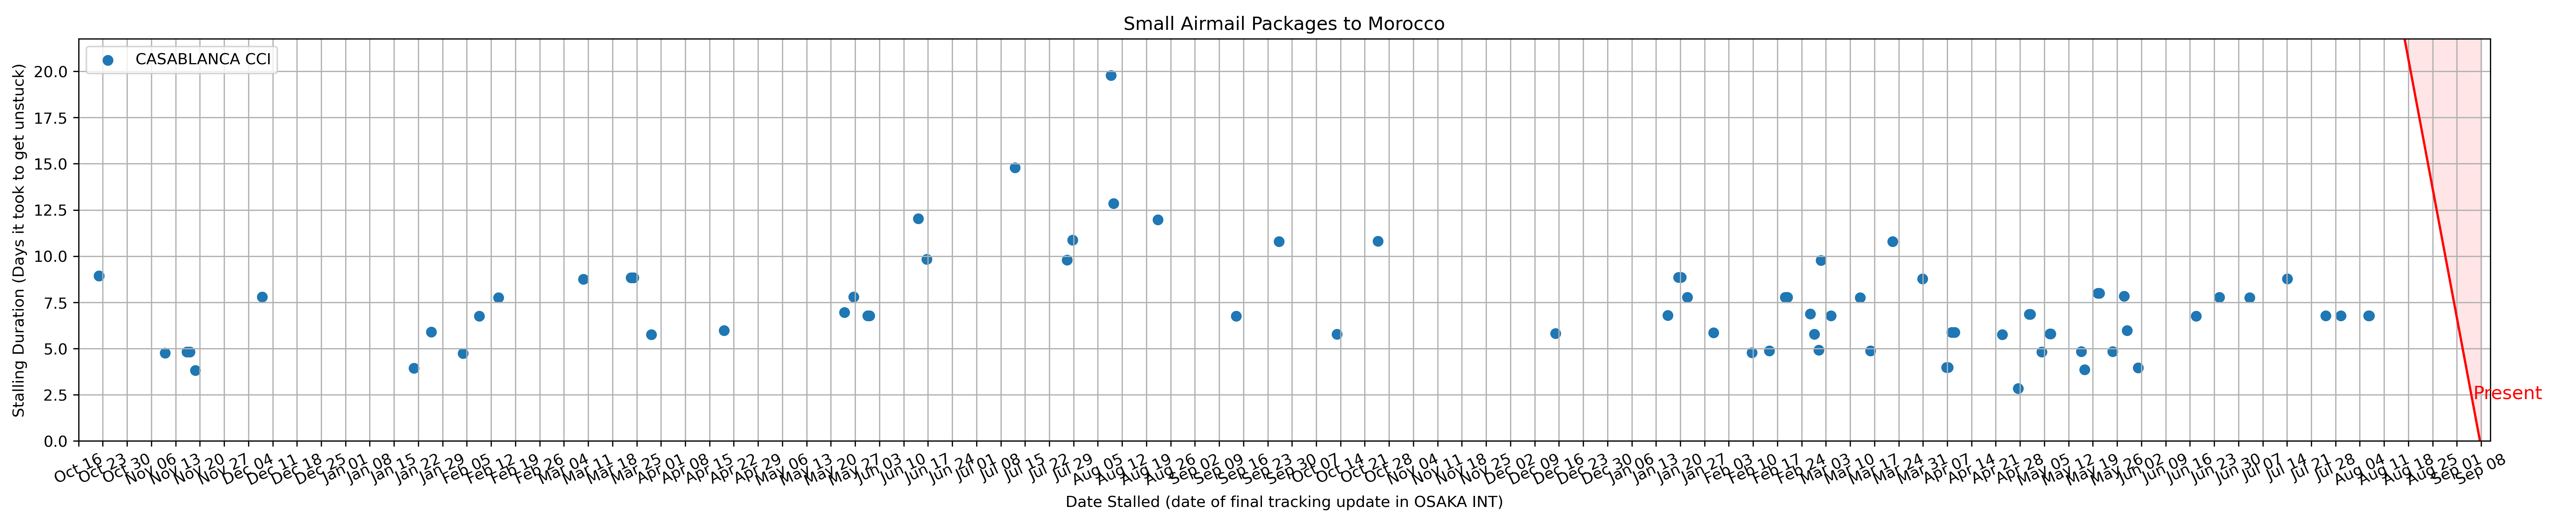 Small Airmail Packages to Morocco
CASABLANCA CCI
Stalling Duration (Days it took to get unstuck)
20.0
17.5
15.0
12.5
10.0
7.5
5.0
2.5
0.0
Present
Oct 16 Oct 23 Oct 30 Nov 06 Nov 13 Nov 20 Nov 27 Dec 04 Dec 11 Dec 18 Dec 25 Jan 01 Jan 08 Jan 15 Jan 22 Jan 29 Feb 05 Feb 12 Feb 19 Feb 26 Mar 04 Mar 11 Mar 18 Mar 25 Apr 01 Apr 08 Apr 15 Apr 22 Apr 29 May 06 May 13 May 20 May 27 Jun 03 Jun 10 Jun 17 Jun 24 Jul 01 Jul 08 Jul 15 Jul 22 Jul 29 Aug 05 Aug 12 Aug 19 Aug 26 Sep 02 Sep 09 Sep 16 Sep 23 Sep 30 Oct 07 Oct 14 Oct 21 Oct 28 Nov 04 Nov 11 Nov 18 Nov 25 Dec 02 Dec 09 Dec 16 Dec 23 Dec 30 Jan 06 Jan 13 Jan 20 Jan 27 Feb 03 Feb 10 Feb 17 Feb 24 Mar 03 Mar 10 Mar 17 Mar 24 Mar 31 Apr 07 Apr 14 Apr 21 Apr 28 May 05 May 12 May 19 May 26 Jun 02 Jun 09 Jun 16 Jun 23 Jun 30 Jul 07 Jul 14 Jul 21 Jul 28 Aug 04 Aug 11 Aug 18 Aug 25 Sep 01 Sep 08
Date Stalled (date of final tracking update in OSAKA INT)